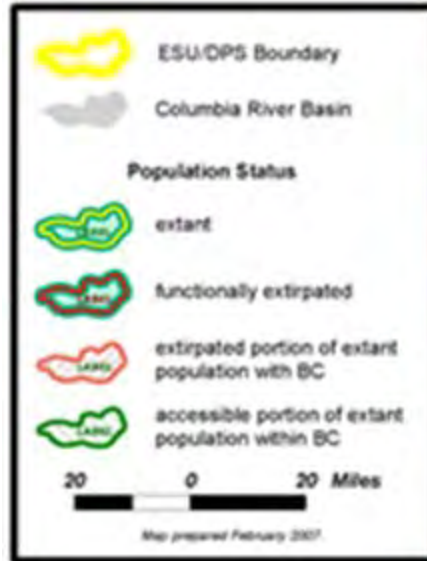 ESU/DPS Boundary
Columbia River Basin
Population Status
extant
functionally extirpated
extirpated portion of extant
population with BC
accessible portion of extant
population within BC
20 0 20 Miles
Map prepared February 2007.